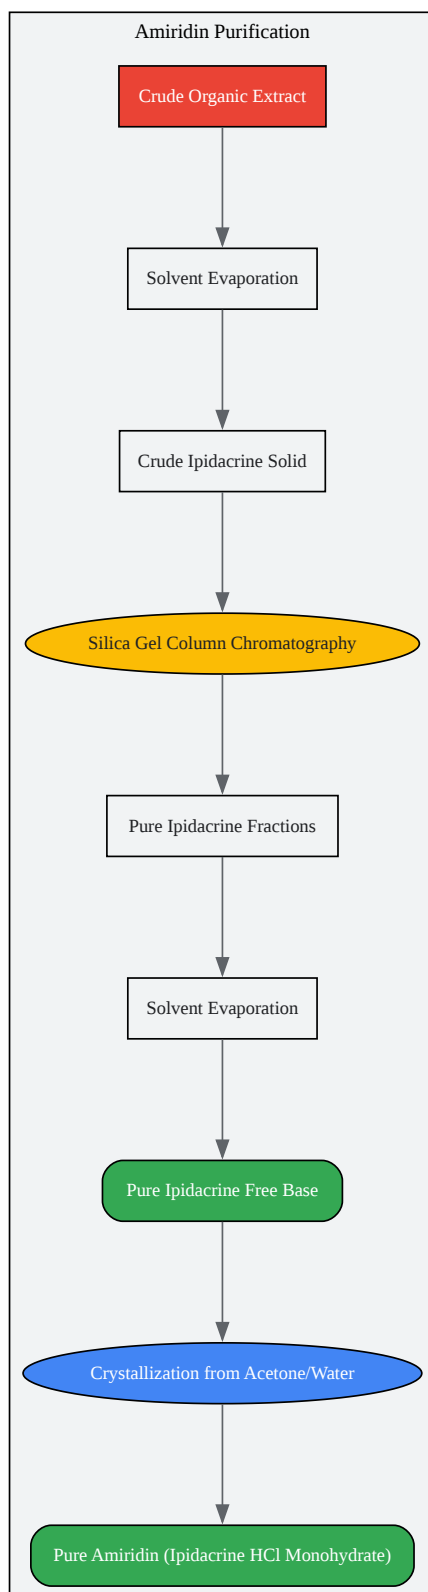 Amiridin Purification
Crude Organic Extract
Solvent Evaporation
Crude Ipidacrine Solid
Silica Gel Column Chromatography
Pure Ipidacrine Fractions
Solvent Evaporation
Pure Ipidacrine Free Base
Crystallization from Acetone/Water
Pure Amiridin (Ipidacrine HCl Monohydrate)